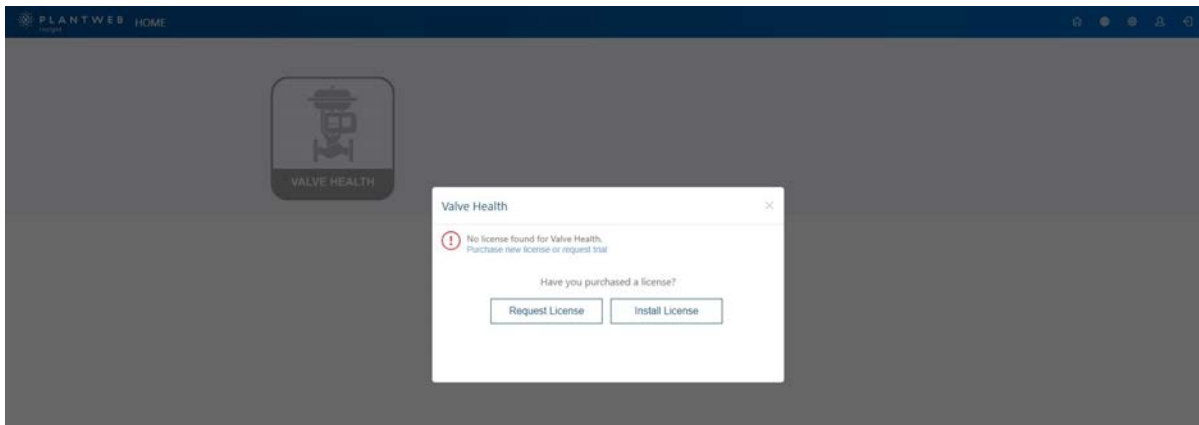 PLANTWEB HOME
Insight
VALVE HEALTH
Valve Health
No license found for Valve Health.
Purchase new license or request trial
Have you purchased a license?
Request License
Install License